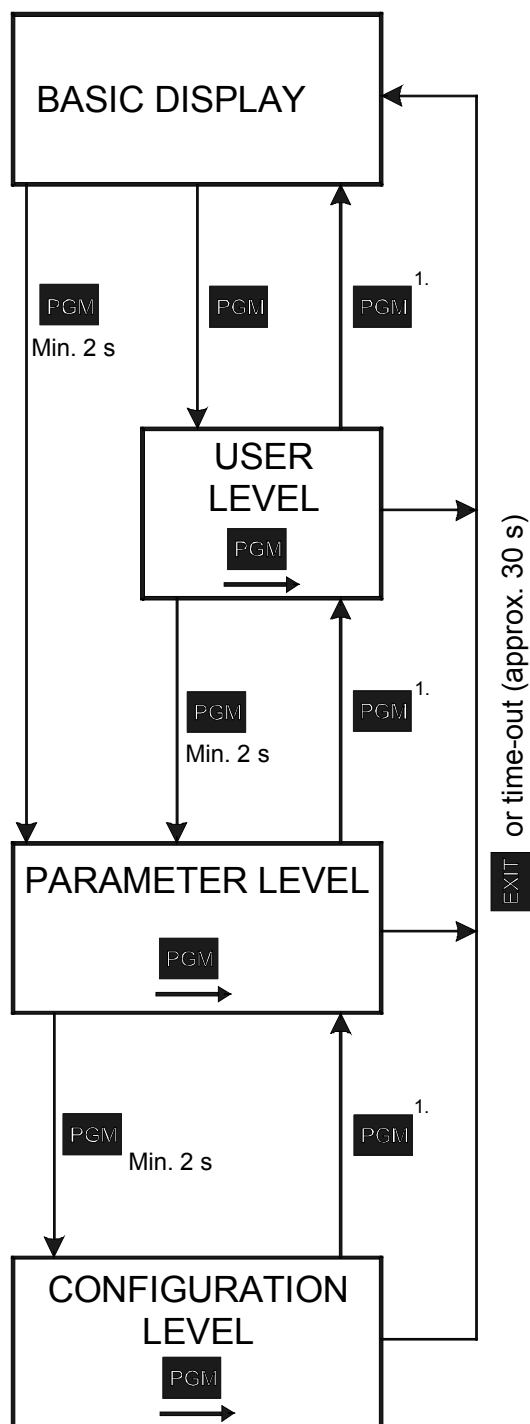 BASIC DISPLAY
PGM
Min. 2 s
PGM
PGM 1.
USER
LEVEL
PGM
PGM
Min. 2 s
PGM 1.
EXIT or time-out (approx. 30 s)
PARAMETER LEVEL
PGM
PGM
Min. 2 s
PGM 1.
CONFIGURATION
LEVEL
PGM